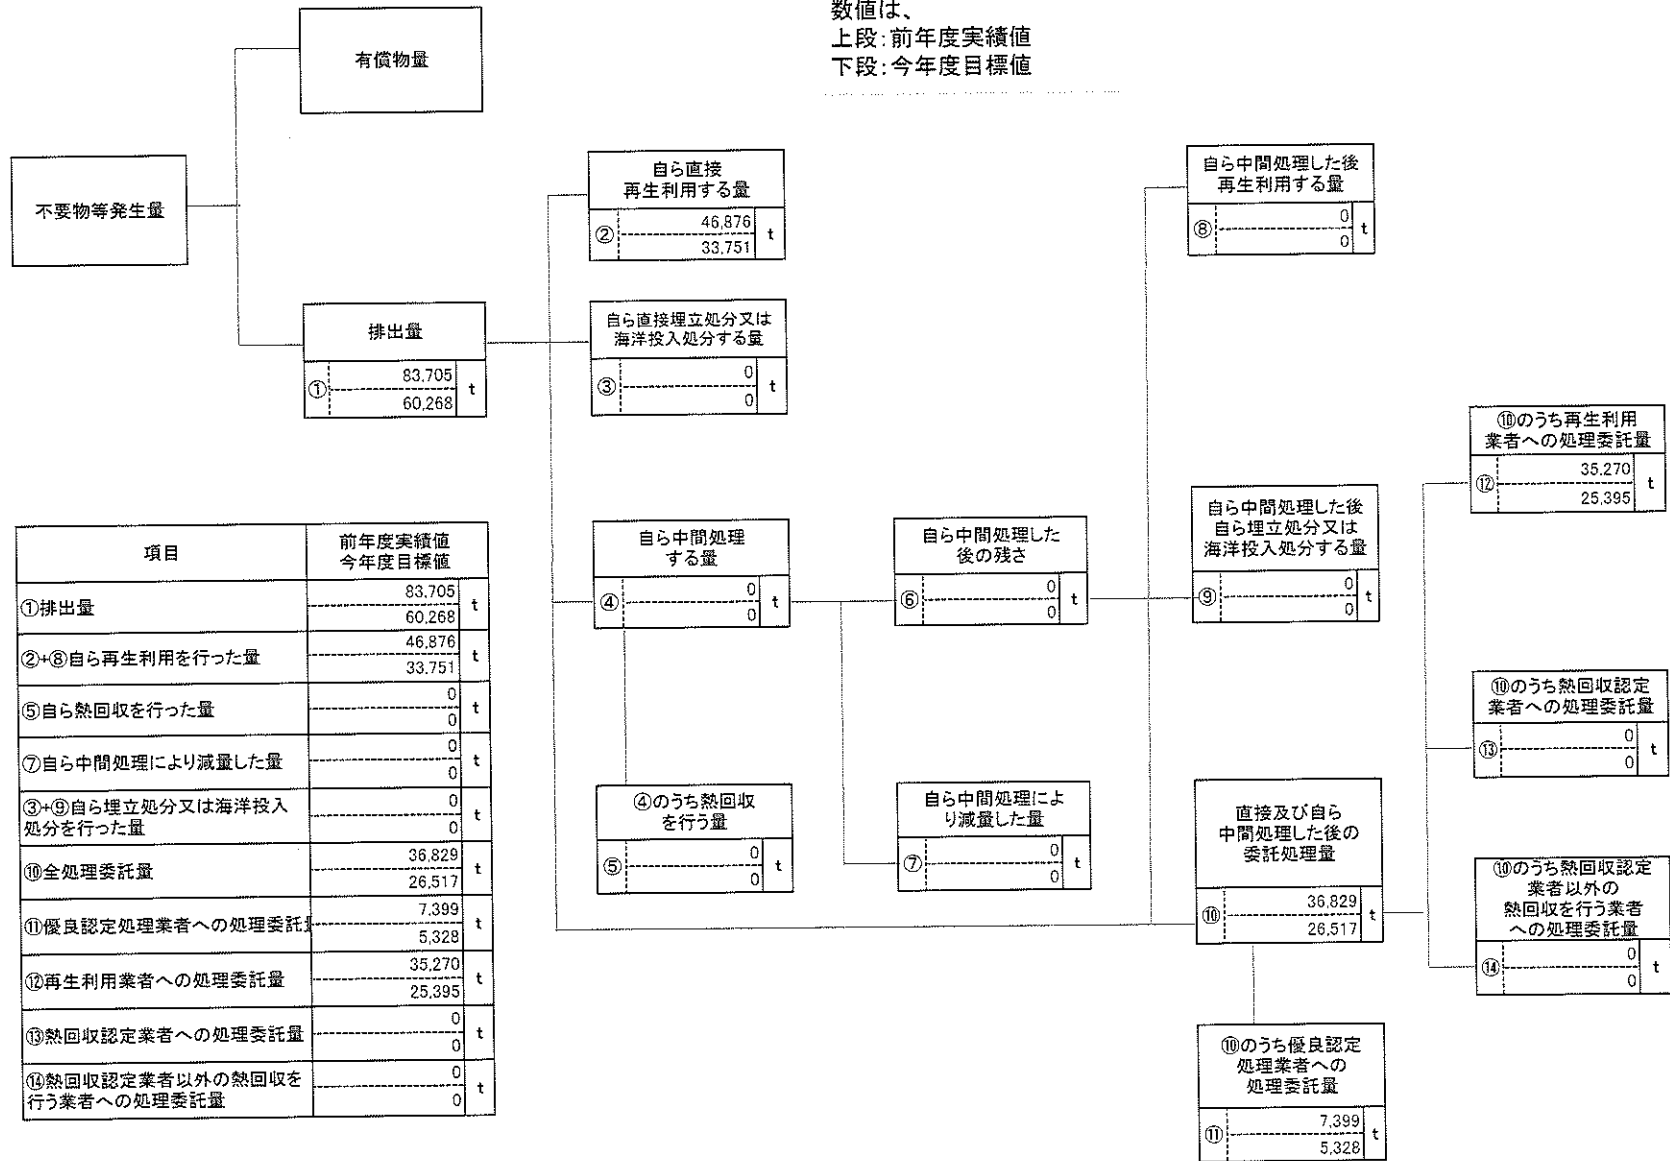 数値は、
上段:前年度実績値
下段:今年度目標値
有償物量
不要物等発生量
排出量
① 83,705 t
60,268
自ら直接
再生利用する量
② 46,876 t
33,751
自ら直接埋立処分又は
海洋投入処分する量
③ 0 t
0
自ら中間処理
する量
④ 0 t
0
④のうち熱回収
を行う量
⑤ 0 t
0
自ら中間処理した
後の残さ
⑥ 0 t
0
自ら中間処理によ
り減量した量
⑦ 0 t
0
自ら中間処理した後
再生利用する量
⑧ 0 t
0
自ら中間処理した後
自ら埋立処分又は
海洋投入処分する量
⑨ 0 t
0
直接及び自ら
中間処理した後の
委託処理量
⑩ 36,829 t
26,517
⑩のうち優良認定
処理業者への
処理委託量
⑪ 7,399 t
5,328
⑩のうち再生利用
業者への処理委託量
⑫ 35,270 t
25,395
⑩のうち熱回収認定
業者への処理委託量
⑬ 0 t
0
⑩のうち熱回収認定
業者以外の
熱回収を行う業者
への処理委託量
⑭ 0 t
0
項目 前年度実績値
今年度目標値
①排出量 83,705 t
60,268
②+⑧自ら再生利用を行った量 46,876 t
33,751
⑤自ら熱回収を行った量 0 t
0
⑦自ら中間処理により減量した量 0 t
0
③+⑨自ら埋立処分又は海洋投入
処分を行った量 0 t
0
⑩全処理委託量 36,829 t
26,517
⑪優良認定処理業者への処理委託 7,399 t
5,328
⑫再生利用業者への処理委託量 35,270 t
25,395
⑬熱回収認定業者への処理委託量 0 t
0
⑭熱回収認定業者以外の熱回収を
行う業者への処理委託量 0 t
0